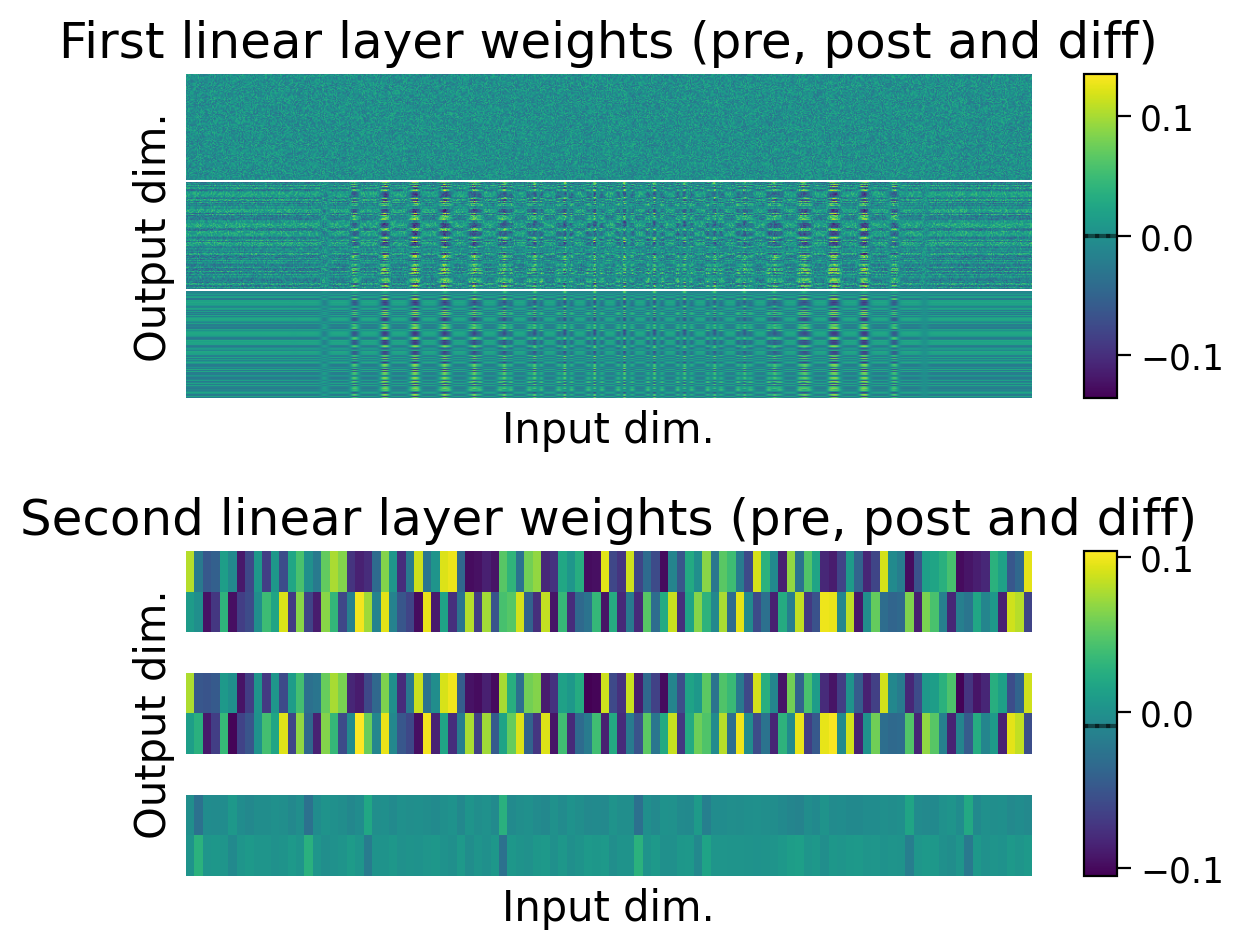 First linear layer weights (pre, post and diff)
Output dim.
0.1
0.0
−0.1
Input dim.
Second linear layer weights (pre, post and diff)
Output dim.
0.1
0.0
−0.1
Input dim.